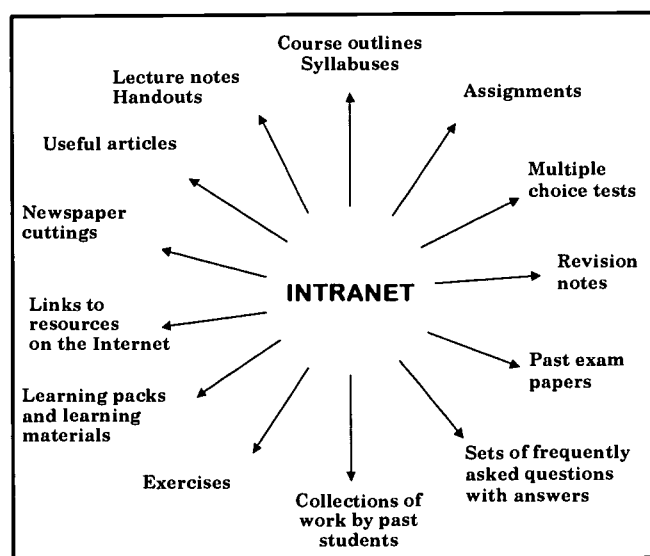 Course outlines
Syllabuses
Lecture notes
Handouts
Assignments
Useful articles
Multiple
choice tests
Newspaper
cuttings
Revision
notes
INTRANET
Links to
resources
on the Internet
Past exam
papers
Learning packs
and learning
materials
Sets of frequently
asked questions
with answers
Exercises
Collections of
work by past
students